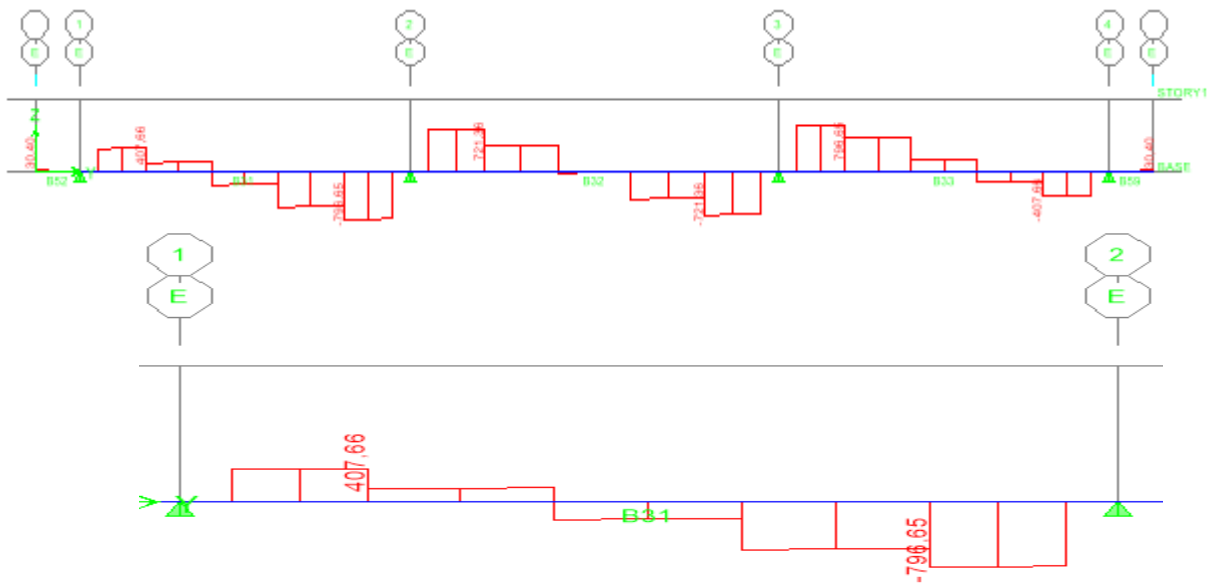 1 2 3 4
E E E E E E
STORY1
Z
30,40 407,66 721,36 796,65 30,40
Y BASE
B52 B31 B32 B33 B59
-796,65 -721,36 -407,66
1 2
E E
407,66
Y
B31
-796,65